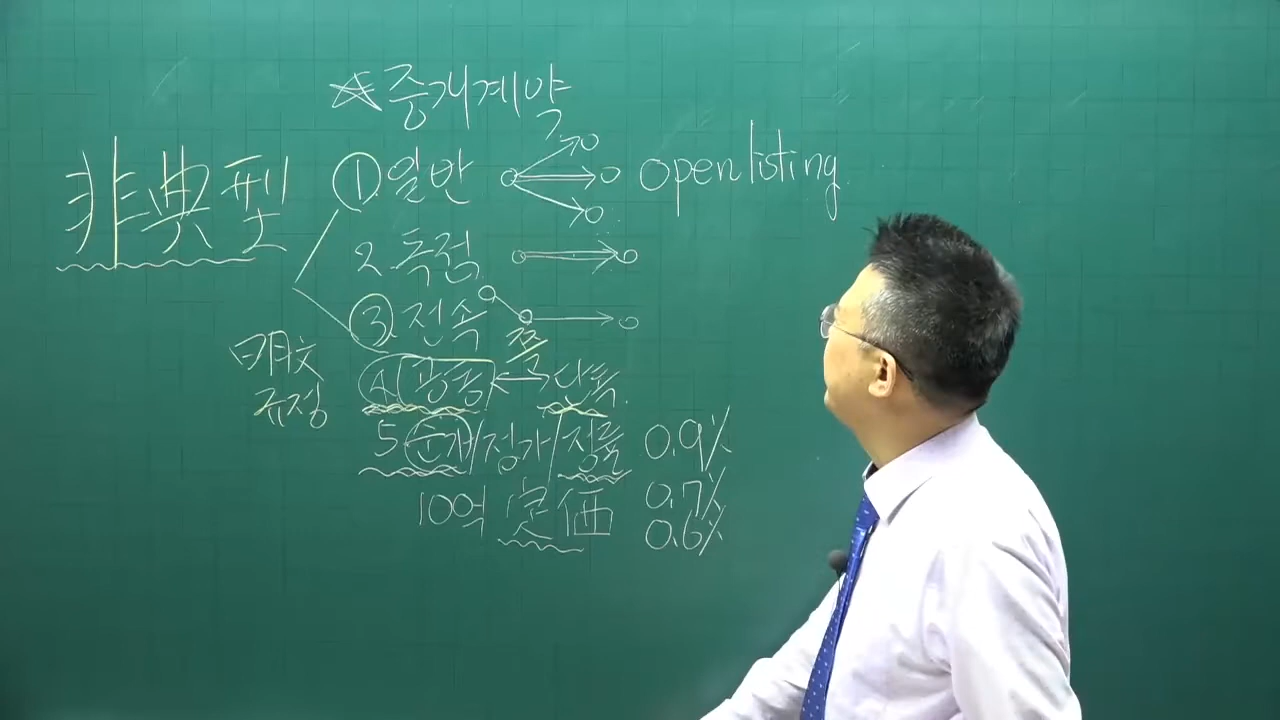 중개계약
非典型 ① 일반 open listing
2. 독점
③ 전속
明文 규정 즐
④ 공동 단독.
5 순가/정가/정률 0.9%
10억 定価 0.7%
0.6%